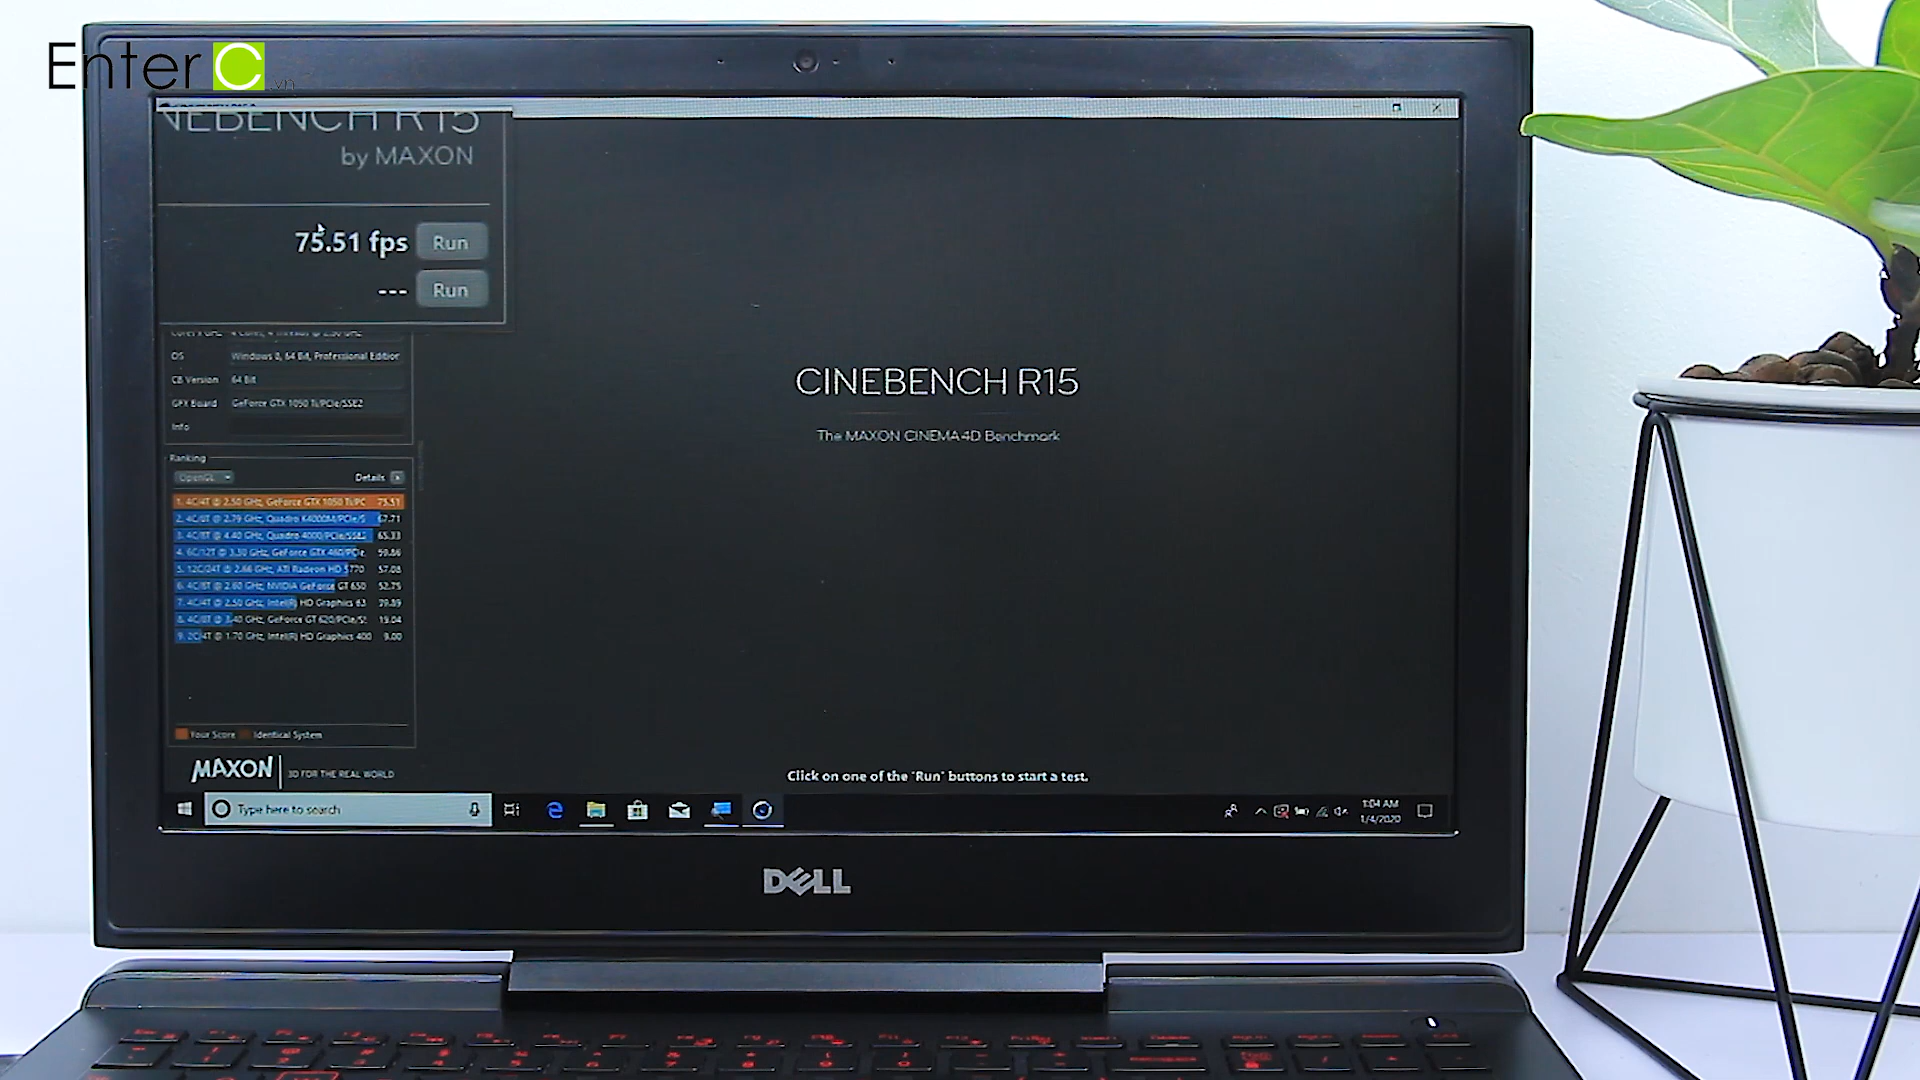 Enter C.vn
NEBENCH R15
by MAXON
75.51 fps Run
--- Run
OS Windows 8, 64 Bit, Professional Edition
CB Version 64 Bit
GFX Board GeForce GTX 1050 Ti/PCIe/SSE2
Info
Ranking
OpenGL Details
1. 4C/4T @ 2.50 GHz, GeForce GTX 1050 Ti/PC 75.51
2. 4C/8T @ 2.79 GHz, Quadro K4000M/PCIe/S 67.71
3. 4C/8T @ 4.40 GHz, Quadro 4000/PCIe/SSE2 65.33
4. 6C/12T @ 3.30 GHz, GeForce GTX 460/PCIe, 59.86
5. 12C/24T @ 2.66 GHz, ATI Radeon HD 5770 57.08
6. 4C/8T @ 2.60 GHz, NVIDIA GeForce GT 650 52.75
7. 4C/4T @ 2.50 GHz, Intel(R) HD Graphics 63 39.89
8. 4C/8T @ 3.40 GHz, GeForce GT 620/PCIe/S: 19.04
9. 2C/4T @ 1.70 GHz, Intel(R) HD Graphics 400 9.00
Your Score Identical System
MAXON 3D FOR THE REAL WORLD
CINEBENCH R15
The MAXON CINEMA 4D Benchmark
Click on one of the 'Run' buttons to start a test.
Type here to search
1:04 AM
1/4/2020
DELL